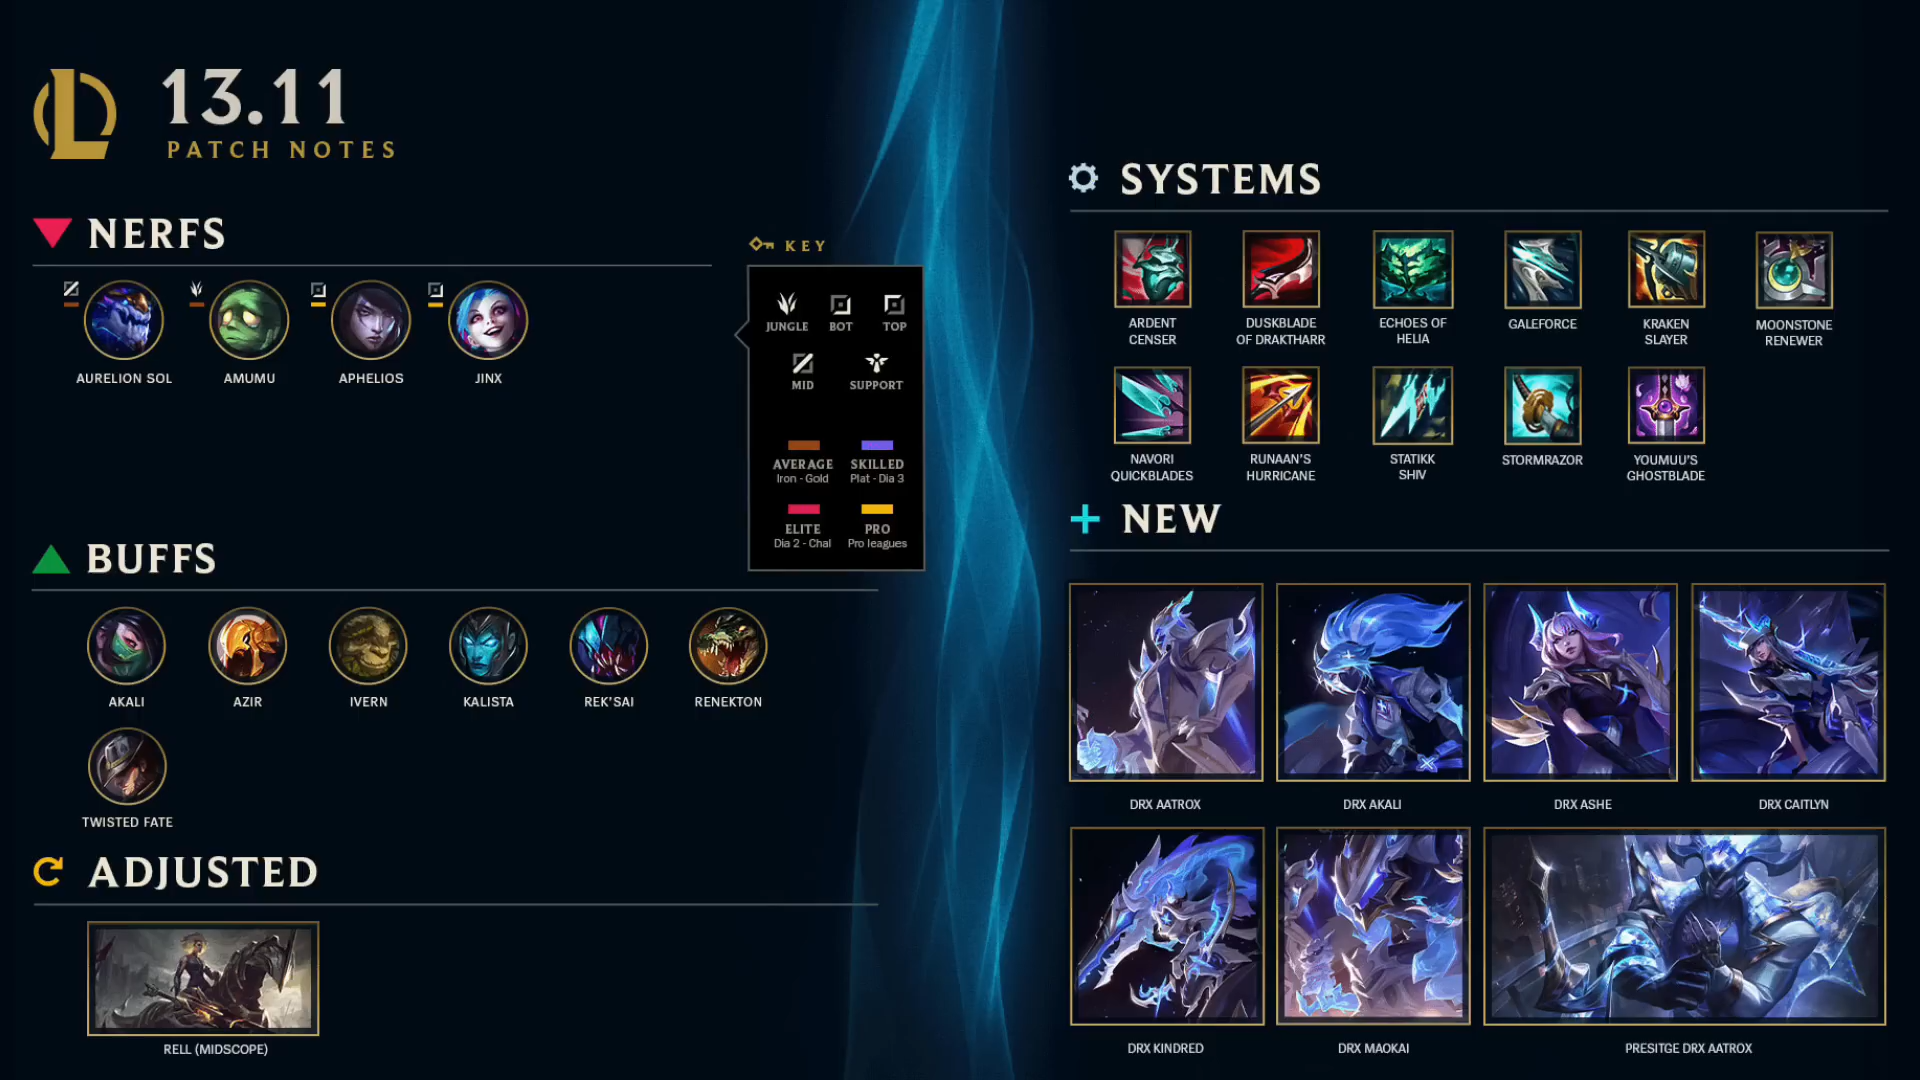 13.11
PATCH NOTES
NERFS
AURELION SOL
AMUMU
APHELIOS
JINX
KEY
JUNGLE
BOT
TOP
MID
SUPPORT
AVERAGE
Iron - Gold
SKILLED
Plat - Dia 3
ELITE
Dia 2 - Chal
PRO
Pro leagues
BUFFS
AKALI
AZIR
IVERN
KALISTA
REK'SAI
RENEKTON
TWISTED FATE
ADJUSTED
RELL (MIDSCOPE)
SYSTEMS
ARDENT
CENSER
DUSKBLADE
OF DRAKTHARR
ECHOES OF
HELIA
GALEFORCE
KRAKEN
SLAYER
MOONSTONE
RENEWER
NAVORI
QUICKBLADES
RUNAAN'S
HURRICANE
STATIKK
SHIV
STORMRAZOR
YOUMUU'S
GHOSTBLADE
NEW
DRX AATROX
DRX AKALI
DRX ASHE
DRX CAITLYN
DRX KINDRED
DRX MAOKAI
PRESITGE DRX AATROX